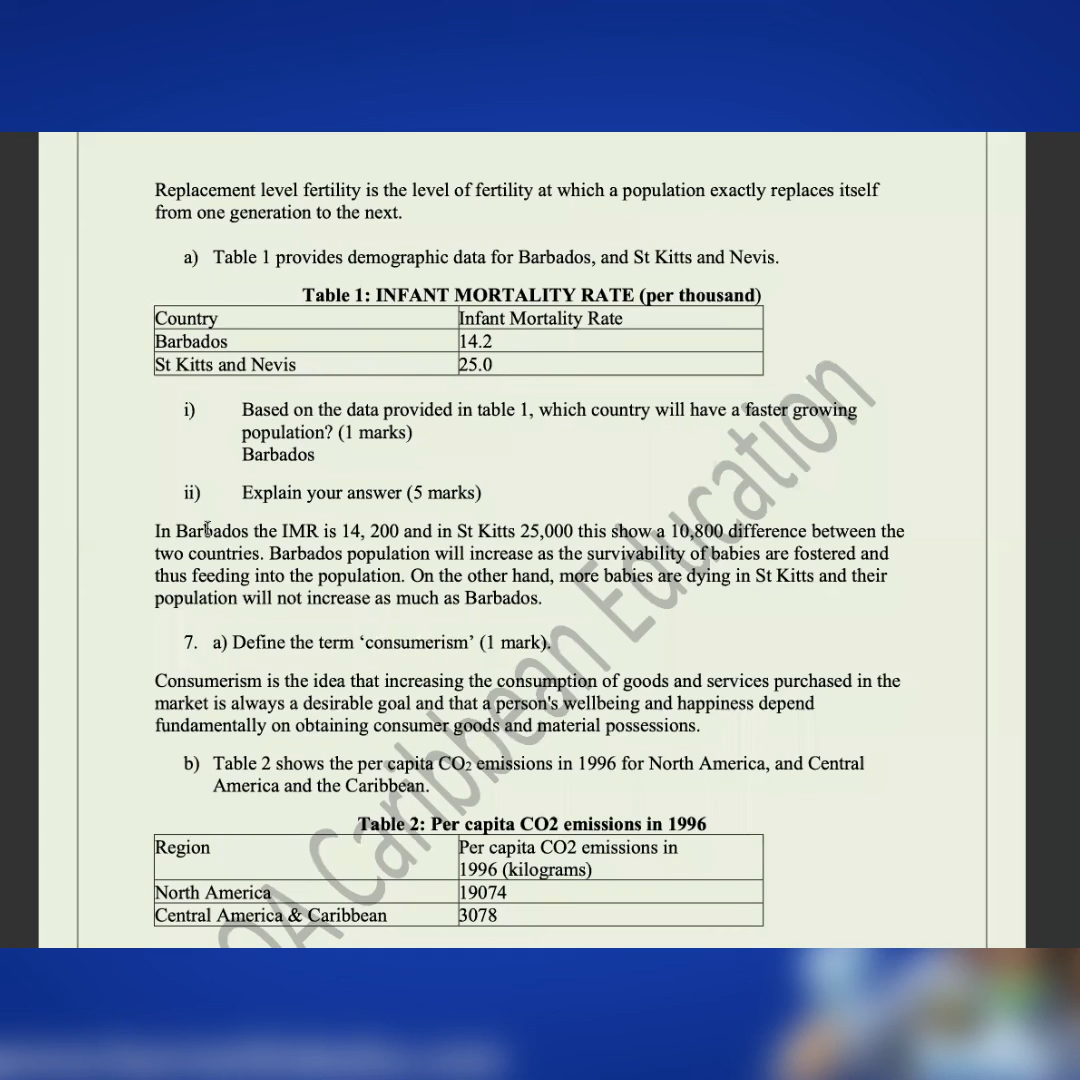 Replacement level fertility is the level of fertility at which a population exactly replaces itself
from one generation to the next.
a) Table 1 provides demographic data for Barbados, and St Kitts and Nevis.
Table 1: INFANT MORTALITY RATE (per thousand)
Country Infant Mortality Rate
Barbados 14.2
St Kitts and Nevis 25.0
i) Based on the data provided in table 1, which country will have a faster growing
population? (1 marks)
Barbados
ii) Explain your answer (5 marks)
In Barbados the IMR is 14, 200 and in St Kitts 25,000 this show a 10,800 difference between the
two countries. Barbados population will increase as the survivability of babies are fostered and
thus feeding into the population. On the other hand, more babies are dying in St Kitts and their
population will not increase as much as Barbados.
7. a) Define the term ‘consumerism’ (1 mark).
Consumerism is the idea that increasing the consumption of goods and services purchased in the
market is always a desirable goal and that a person's wellbeing and happiness depend
fundamentally on obtaining consumer goods and material possessions.
b) Table 2 shows the per capita CO2 emissions in 1996 for North America, and Central
America and the Caribbean.
Table 2: Per capita CO2 emissions in 1996
Region Per capita CO2 emissions in
1996 (kilograms)
North America 19074
Central America & Caribbean 3078
Caribbean Education